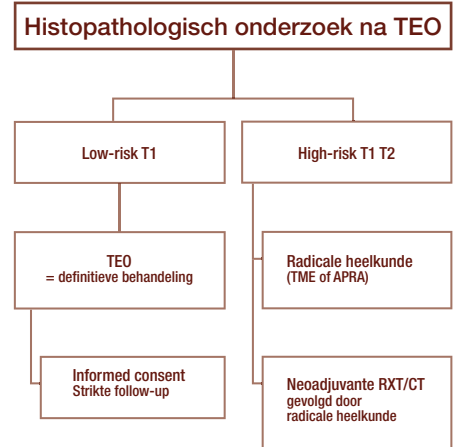 Histopathologisch onderzoek na TEO
Low-risk T1
High-risk T1 T2
TEO
= definitieve behandeling
Radicale heelkunde
(TME of APRA)
Informed consent
Strikte follow-up
Neoadjuvante RXT/CT
gevolgd door
radicale heelkunde